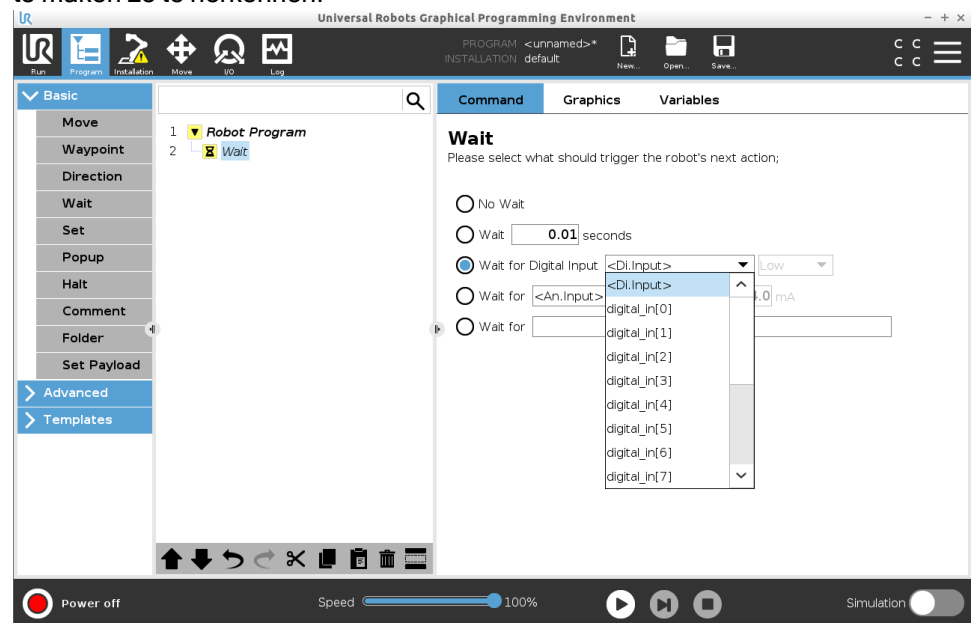 Universal Robots Graphical Programming Environment
Run
Program
Installation
Move
I/O
Log
PROGRAM <unnamed>*
INSTALLATION default
New...
Open...
Save...
C C
C C
Basic
Move
Waypoint
Direction
Wait
Set
Popup
Halt
Comment
Folder
Set Payload
Advanced
Templates
1 Robot Program
2 Wait
Command Graphics Variables
Wait
Please select what should trigger the robot's next action;
No Wait
Wait 0.01 seconds
Wait for Digital Input <Di.Input> Low
Wait for <An.Input> .0 mA
Wait for
<Di.Input>
digital_in[0]
digital_in[1]
digital_in[2]
digital_in[3]
digital_in[4]
digital_in[5]
digital_in[6]
digital_in[7]
Power off
Speed 100%
Simulation